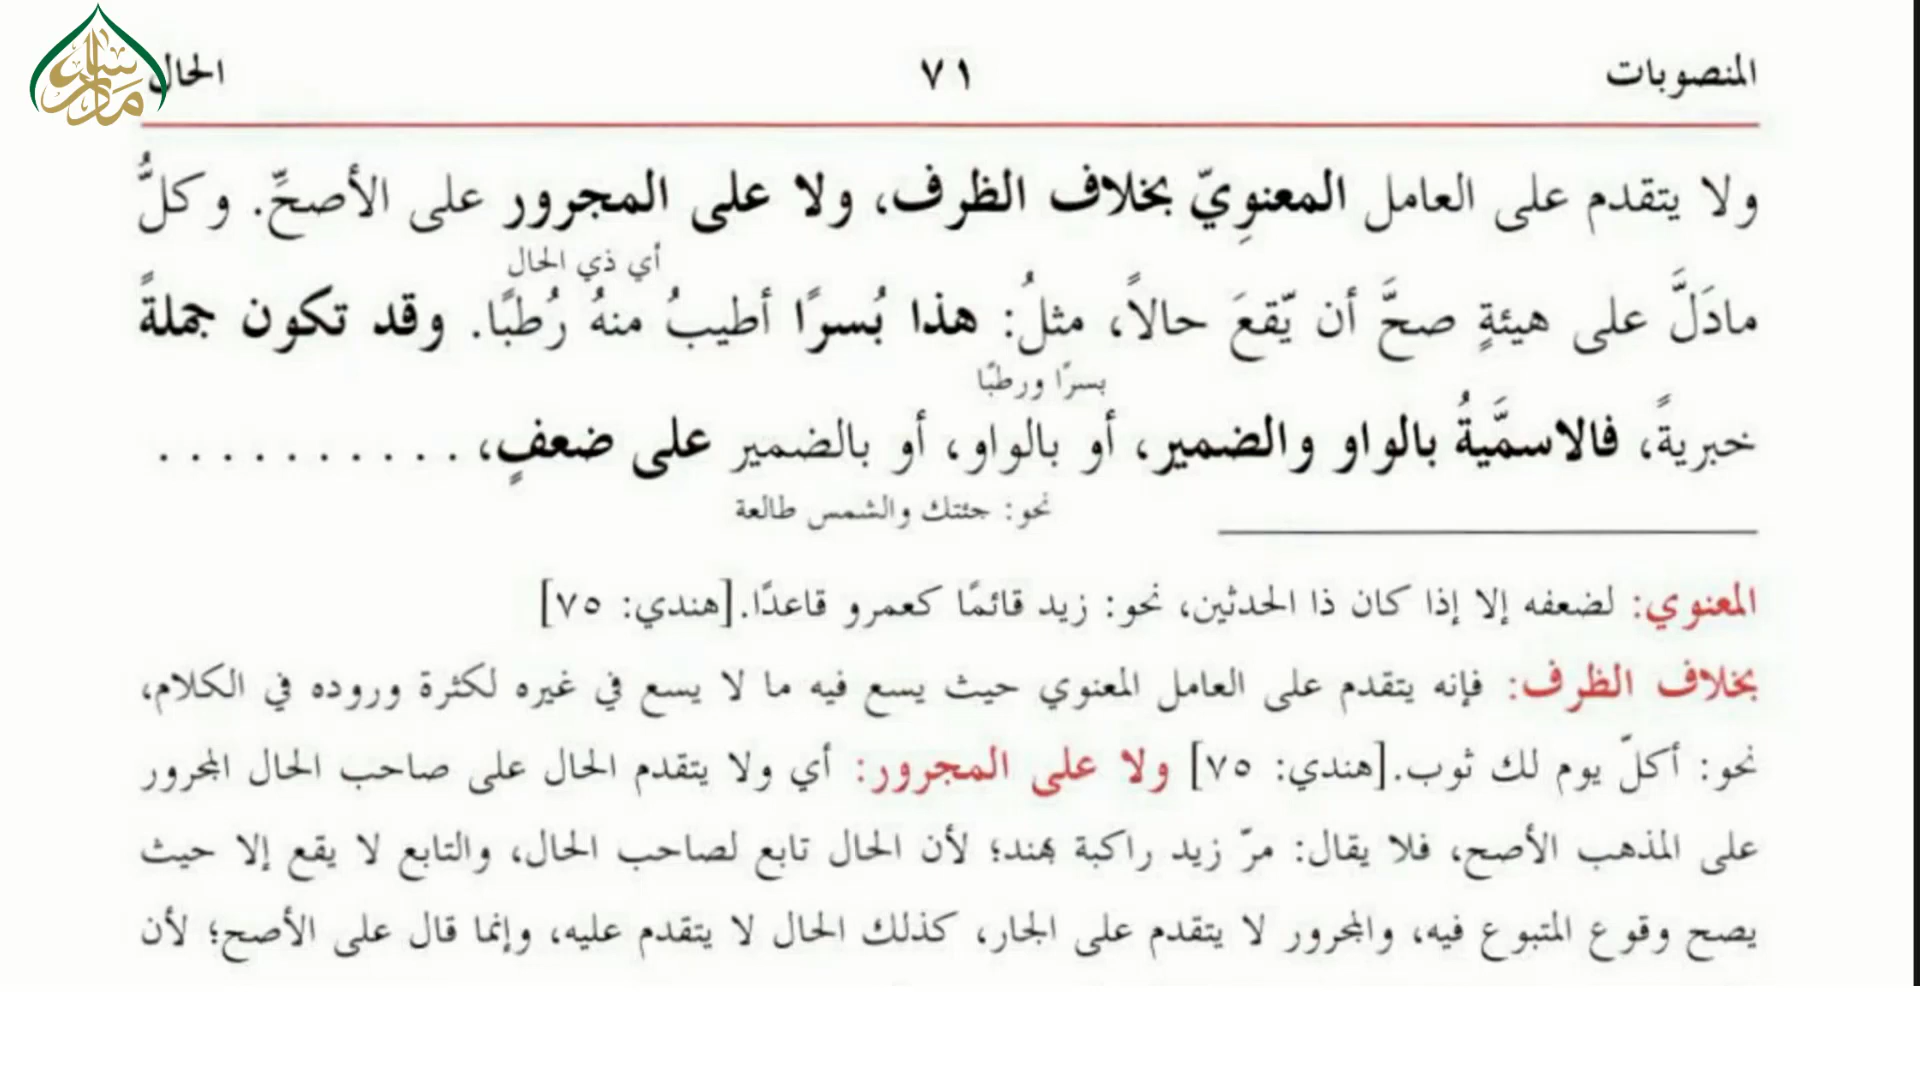 المنصوبات ٧١ الحال
ولا يتقدم على العامل المعنوِيّ بخلاف الظرف، ولا على المجرور على الأصحِّ. وكلُّ
أي ذي الحال
مادَلَّ على هيئةٍ صحَّ أن يّقعَ حالاً، مثلُ: هذا بُسرًا أطيبُ منهُ رُطبًا. وقد تكون جملةً
بسرًا ورطبًا
خبريةً، فالاسمَّيةُ بالواو والضمير، أو بالواو، أو بالضمير على ضعفٍ، . . . . . . . . . .
نحو: جئتك والشمس طالعة
المعنوي: لضعفه إلا إذا كان ذا الحدثين، نحو: زيد قائمًا كعمرو قاعدًا. [هندي: ٧٥]
بخلاف الظرف: فإنه يتقدم على العامل المعنوي حيث يسع فيه ما لا يسع في غيره لكثرة وروده في الكلام،
نحو: أكلّ يوم لك ثوب. [هندي: ٧٥] ولا على المجرور: أي ولا يتقدم الحال على صاحب الحال المجرور
على المذهب الأصح، فلا يقال: مرّ زيد راكبة بهند؛ لأن الحال تابع لصاحب الحال، والتابع لا يقع إلا حيث
يصح وقوع المتبوع فيه، والمجرور لا يتقدم على الجار، كذلك الحال لا يتقدم عليه، وإنما قال على الأصح؛ لأن